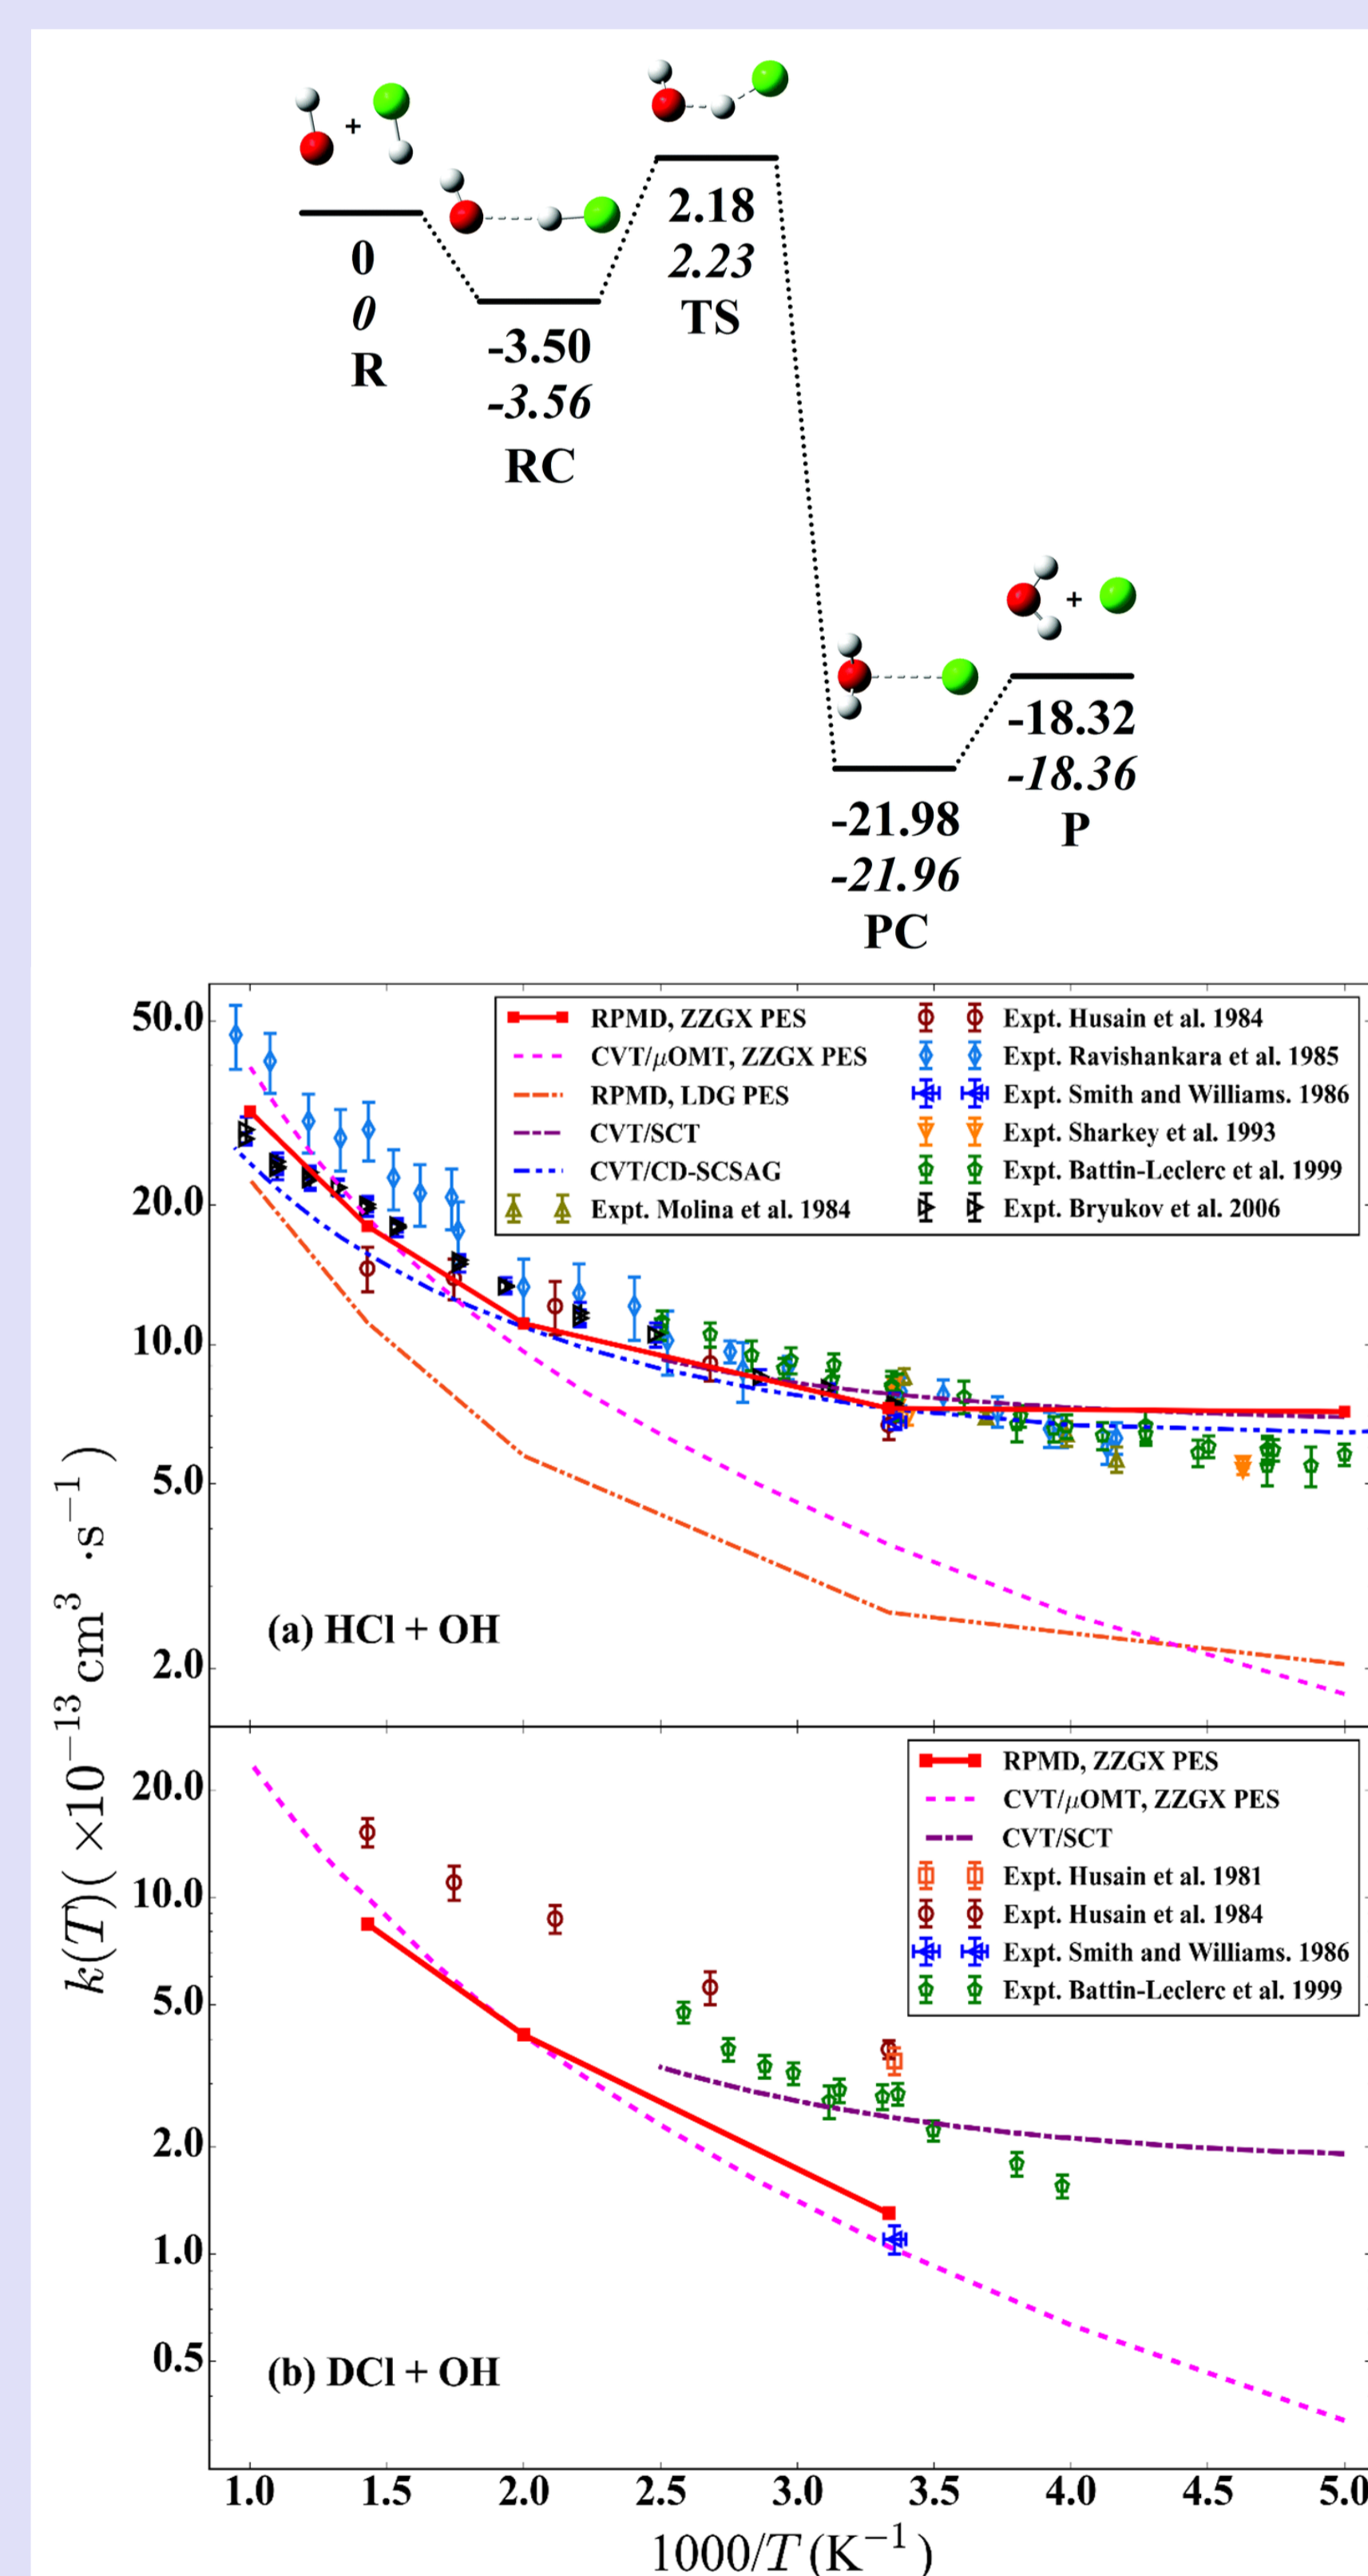 +
2.18
2.23
TS
0
0
R
-3.50
-3.56
RC
+
-18.32
-18.36
P
-21.98
-21.96
PC
50.0
20.0
10.0
5.0
2.0
RPMD, ZZGX PES
CVT/μOMT, ZZGX PES
RPMD, LDG PES
CVT/SCT
CVT/CD-SCSAG
Expt. Molina et al. 1984
Expt. Husain et al. 1984
Expt. Ravishankara et al. 1985
Expt. Smith and Williams. 1986
Expt. Sharkey et al. 1993
Expt. Battin-Leclerc et al. 1999
Expt. Bryukov et al. 2006
(a) HCl + OH
k(T)( ×10⁻¹³ cm³ ·s⁻¹)
20.0
10.0
5.0
2.0
1.0
0.5
RPMD, ZZGX PES
CVT/μOMT, ZZGX PES
CVT/SCT
Expt. Husain et al. 1981
Expt. Husain et al. 1984
Expt. Smith and Williams. 1986
Expt. Battin-Leclerc et al. 1999
(b) DCl + OH
1.0 1.5 2.0 2.5 3.0 3.5 4.0 4.5 5.0
1000/T (K⁻¹)